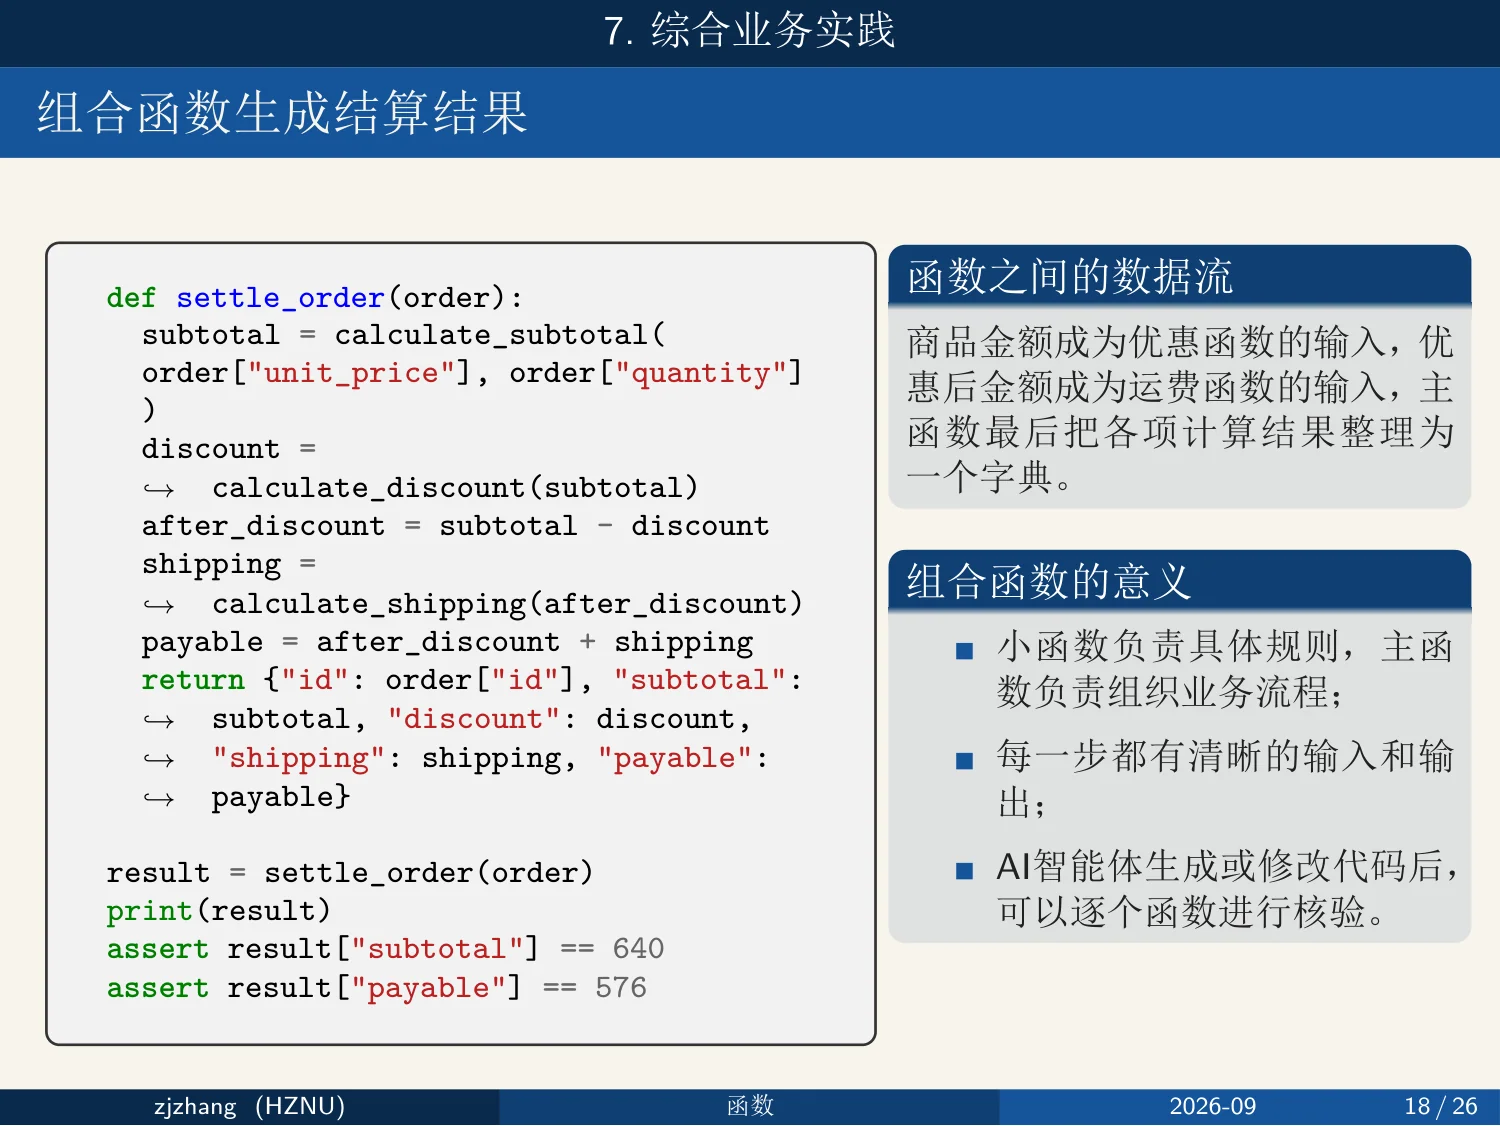 7. 综合业务实践
组合函数生成结算结果
def settle_order(order):
subtotal = calculate_subtotal(
order["unit_price"], order["quantity"]
)
discount =
↪ calculate_discount(subtotal)
after_discount = subtotal - discount
shipping =
↪ calculate_shipping(after_discount)
payable = after_discount + shipping
return {"id": order["id"], "subtotal":
↪ subtotal, "discount": discount,
↪ "shipping": shipping, "payable":
↪ payable}
result = settle_order(order)
print(result)
assert result["subtotal"] == 640
assert result["payable"] == 576
函数之间的数据流
商品金额成为优惠函数的输入，优
惠后金额成为运费函数的输入，主
函数最后把各项计算结果整理为
一个字典。
组合函数的意义
■ 小函数负责具体规则，主函
数负责组织业务流程；
■ 每一步都有清晰的输入和输
出；
■ AI智能体生成或修改代码后，
可以逐个函数进行核验。
zjzhang (HZNU)
函数
2026-09
18 / 26